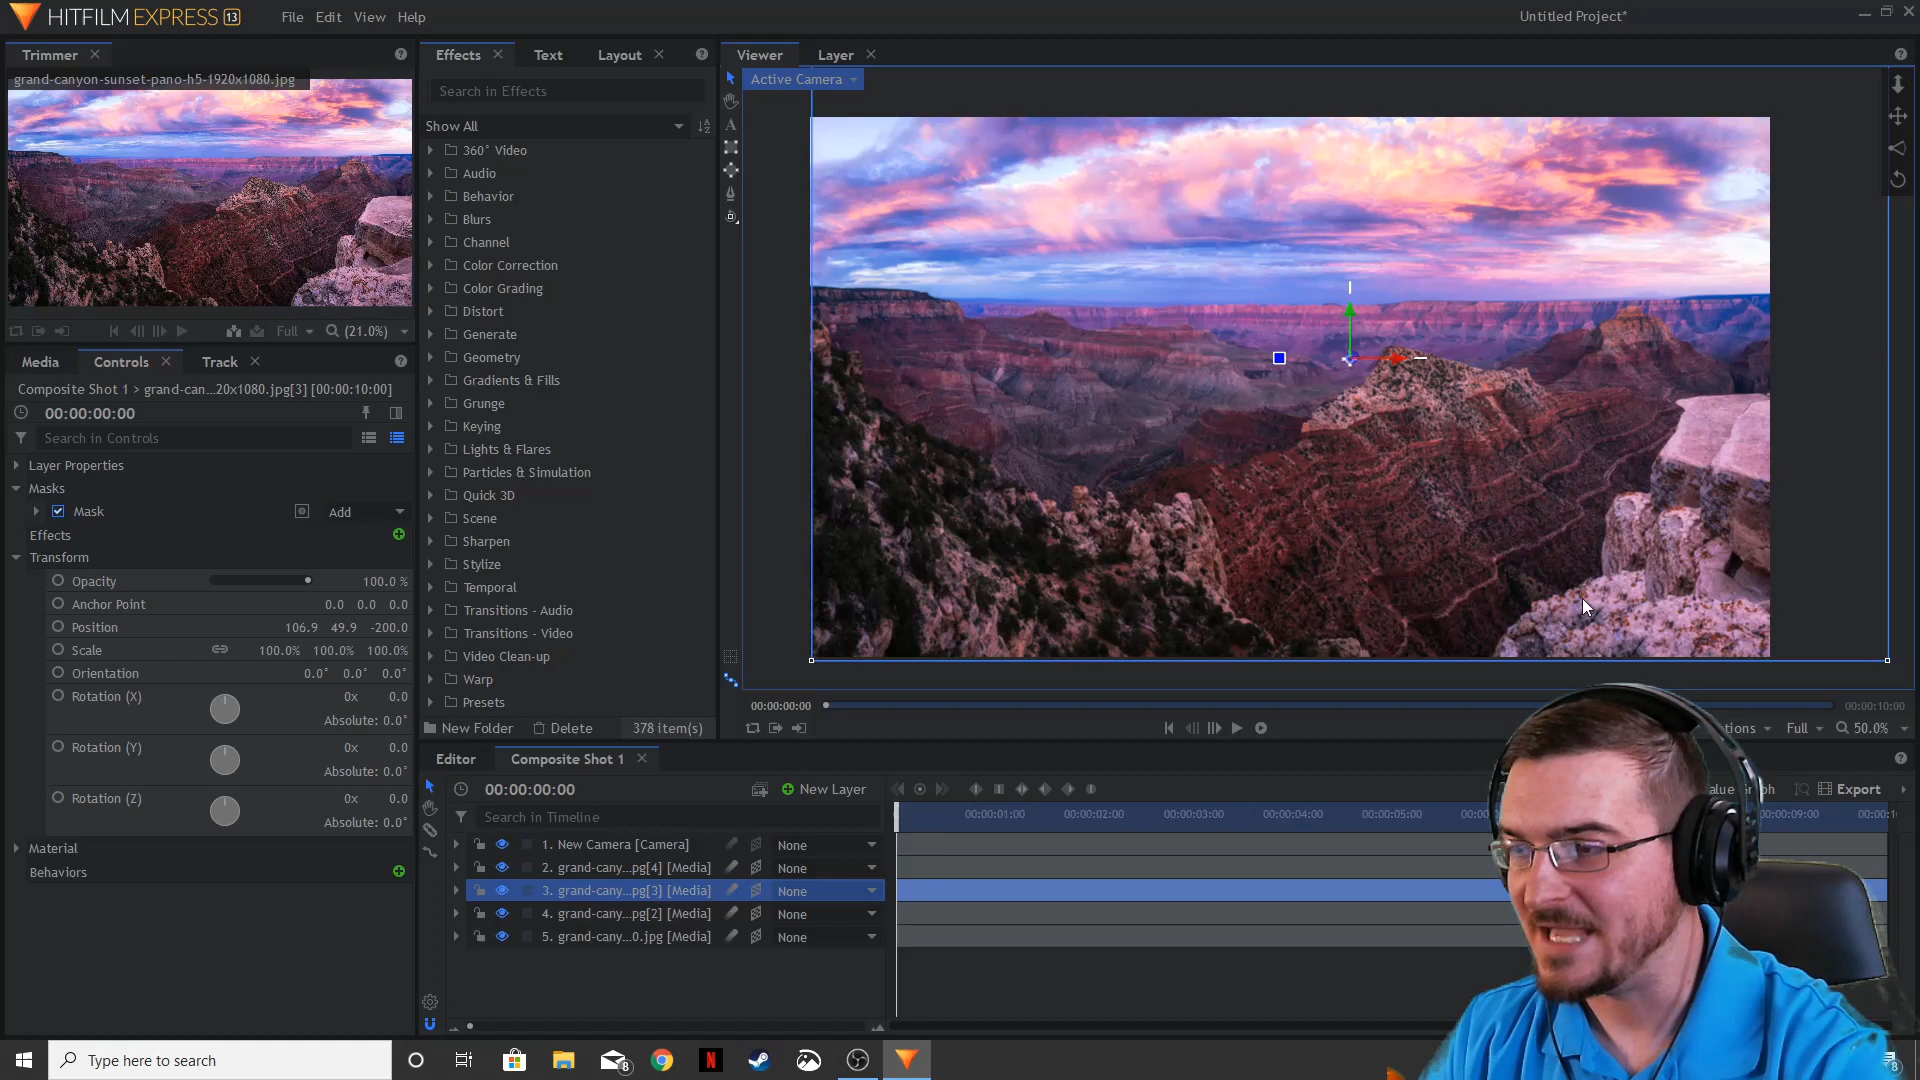 HITFILM EXPRESS 13
File Edit View Help
Untitled Project*
Trimmer
Effects Text Layout
Viewer Layer
grand-canyon-sunset-pano-h5-1920x1080.jpg
Active Camera
Search in Effects
Show All
360° Video
Audio
Behavior
Blurs
Channel
Color Correction
Color Grading
Distort
Generate
Geometry
Gradients & Fills
Grunge
Keying
Lights & Flares
Particles & Simulation
Quick 3D
Scene
Sharpen
Stylize
Temporal
Transitions - Audio
Transitions - Video
Video Clean-up
Warp
Presets
New Folder Delete 378 item(s)
Full (21.0%)
Media Controls Track
Composite Shot 1 > grand-can...20x1080.jpg[3] [00:00:10:00]
00:00:00:00
Search in Controls
Layer Properties
Masks
Mask Add
Effects
Transform
Opacity 100.0 %
Anchor Point 0.0 0.0 0.0
Position 106.9 49.9 -200.0
Scale 100.0% 100.0% 100.0%
Orientation 0.0° 0.0° 0.0°
Rotation (X) 0x 0.0
Absolute: 0.0°
Rotation (Y) 0x 0.0
Absolute: 0.0°
Rotation (Z) 0x 0.0
Absolute: 0.0°
Material
Behaviors
00:00:00:00 00:00:10:00
tions Full 50.0%
Editor Composite Shot 1
00:00:00:00 New Layer
alue Graph Export
Search in Timeline
00:00:01:00 00:00:02:00 00:00:03:00 00:00:04:00 00:00:05:00 00:00:09:00
1. New Camera [Camera] None
2. grand-cany...pg[4] [Media] None
3. grand-cany...pg[3] [Media] None
4. grand-cany...pg[2] [Media] None
5. grand-cany...0.jpg [Media] None
Type here to search
8
N
8